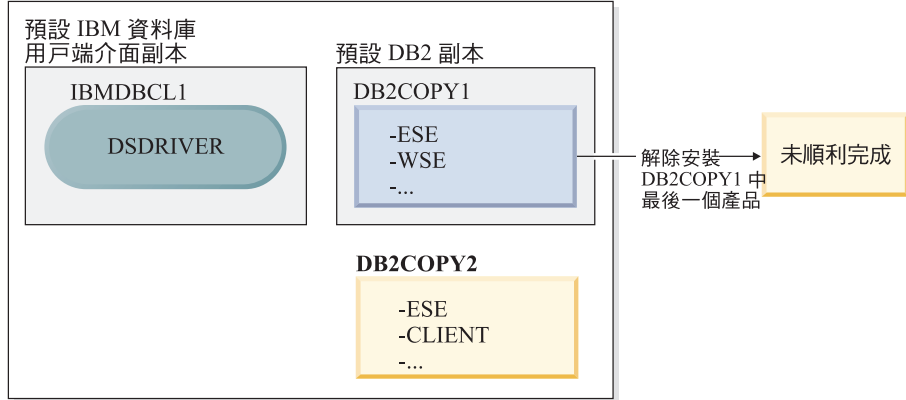 預設 IBM 資料庫
用戶端介面副本
IBMDBCL1
DSDRIVER
預設 DB2 副本
DB2COPY1
-ESE
-WSE
-...
解除安裝
DB2COPY1 中
最後一個產品
未順利完成
DB2COPY2
-ESE
-CLIENT
-...